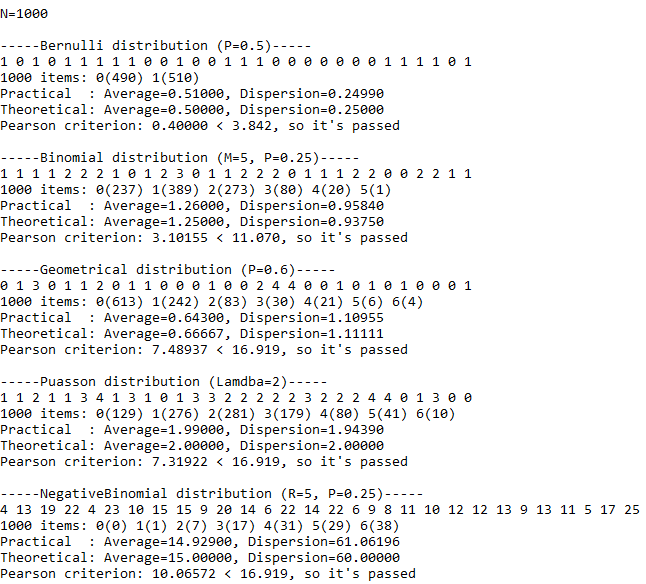 N=1000
-----Bernulli distribution (P=0.5)-----
1 0 1 0 1 1 1 1 1 0 0 1 0 0 1 1 1 0 0 0 0 0 0 0 1 1 1 1 0 1
1000 items: 0(490) 1(510)
Practical  : Average=0.51000, Dispersion=0.24990
Theoretical: Average=0.50000, Dispersion=0.25000
Pearson criterion: 0.40000 < 3.842, so it's passed
-----Binomial distribution (M=5, P=0.25)-----
1 1 1 1 2 2 2 1 0 1 2 3 0 1 1 2 2 2 0 1 1 1 2 2 0 0 2 2 1 1
1000 items: 0(237) 1(389) 2(273) 3(80) 4(20) 5(1)
Practical  : Average=1.26000, Dispersion=0.95840
Theoretical: Average=1.25000, Dispersion=0.93750
Pearson criterion: 3.10155 < 11.070, so it's passed
-----Geometrical distribution (P=0.6)-----
0 1 3 0 1 1 2 0 1 1 0 0 0 1 0 0 2 4 4 0 0 1 0 1 0 1 0 0 0 1
1000 items: 0(613) 1(242) 2(83) 3(30) 4(21) 5(6) 6(4)
Practical  : Average=0.64300, Dispersion=1.10955
Theoretical: Average=0.66667, Dispersion=1.11111
Pearson criterion: 7.48937 < 16.919, so it's passed
-----Puasson distribution (Lamdba=2)-----
1 1 2 1 1 3 4 1 3 1 0 1 3 3 2 2 2 2 2 3 2 2 2 4 4 0 1 3 0 0
1000 items: 0(129) 1(276) 2(281) 3(179) 4(80) 5(41) 6(10)
Practical  : Average=1.99000, Dispersion=1.94390
Theoretical: Average=2.00000, Dispersion=2.00000
Pearson criterion: 7.31922 < 16.919, so it's passed
-----NegativeBinomial distribution (R=5, P=0.25)-----
4 13 19 22 4 23 10 15 15 9 20 14 6 22 14 22 6 9 8 11 10 12 12 13 9 13 11 5 17 25
1000 items: 0(0) 1(1) 2(7) 3(17) 4(31) 5(29) 6(38)
Practical  : Average=14.92900, Dispersion=61.06196
Theoretical: Average=15.00000, Dispersion=60.00000
Pearson criterion: 10.06572 < 16.919, so it's passed